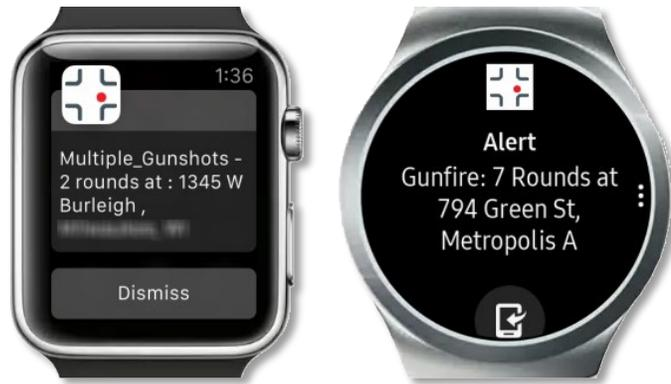 1:36
Multiple_Gunshots -
2 rounds at : 1345 W
Burleigh ,
Dismiss
Alert
Gunfire: 7 Rounds at
794 Green St,
Metropolis A